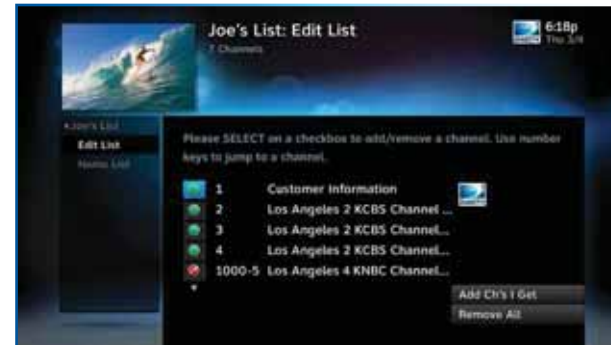 Joe's List: Edit List
7 Channels
6:18p
Thu 3/4
Joe's List
Edit List
Name List
Please SELECT on a checkbox to add/remove a channel. Use number
keys to jump to a channel.
1 Customer Information
2 Los Angeles 2 KCBS Channel ...
3 Los Angeles 2 KCBS Channel...
4 Los Angeles 2 KCBS Channel...
1000-5 Los Angeles 4 KNBC Channel...
Add Ch's I Get
Remove All